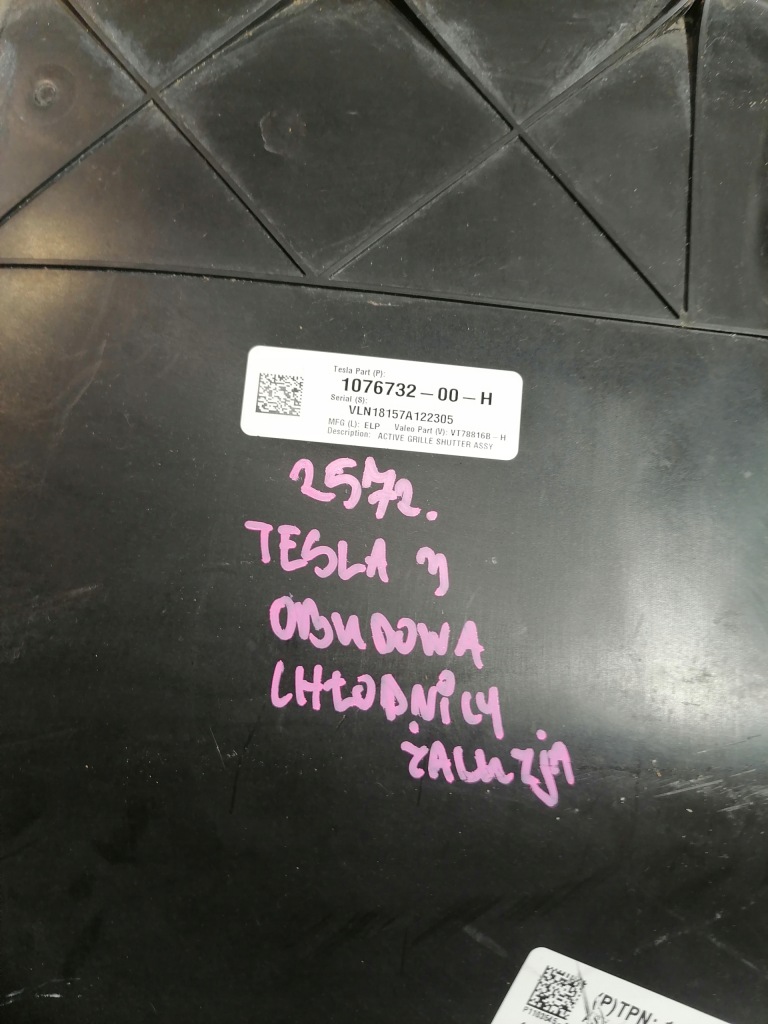 Tesla Part (P):
1076732-00-H
Serial (S):
VLN18157A122305
MFG (L): ELP Valeo Part (V): VT78816B-H
Description: ACTIVE GRILLE SHUTTER ASSY
2572.
TESLA Y
OBUDOWA
CHŁODNICY
ŻALUZJA
(P)TPN: